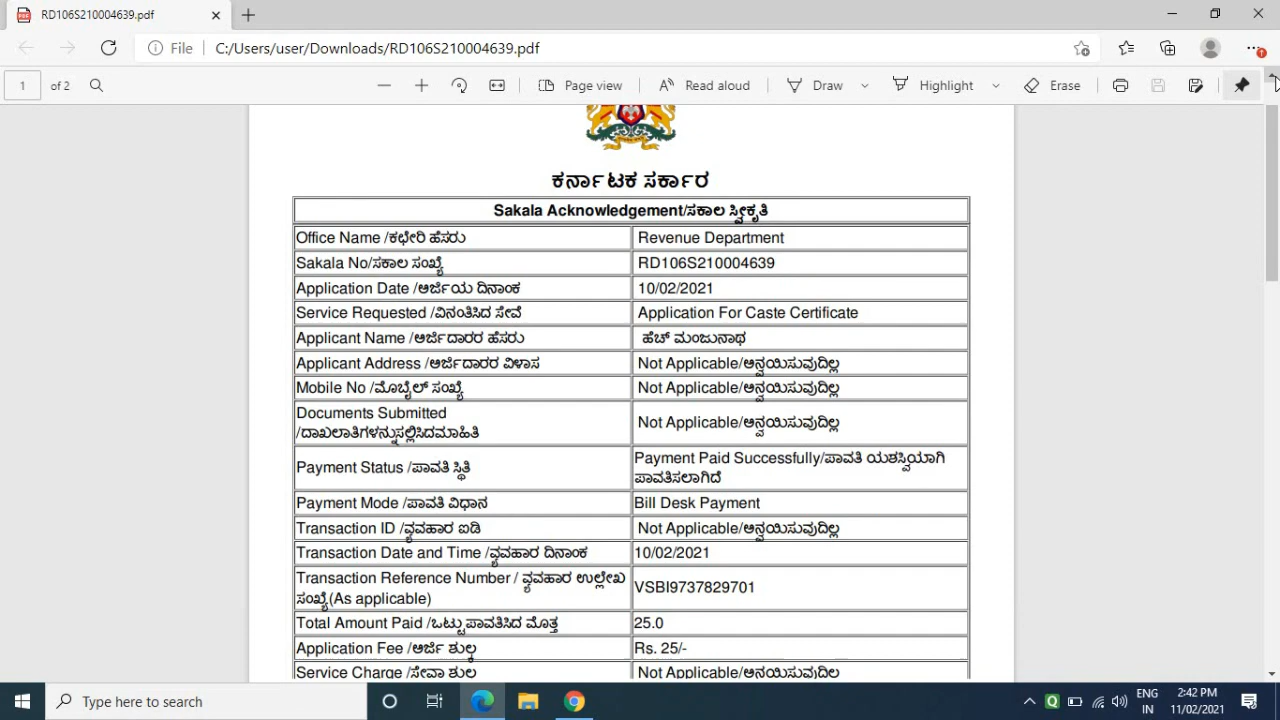 RD106S210004639.pdf
File C:/Users/user/Downloads/RD106S210004639.pdf
1 of 2 Page view Read aloud Draw Highlight Erase
ಕರ್ನಾಟಕ ಸರ್ಕಾರ
Sakala Acknowledgement/ಸಕಾಲ ಸ್ವೀಕೃತಿ
Office Name /ಕಛೇರಿ ಹೆಸರು Revenue Department
Sakala No/ಸಕಾಲ ಸಂಖ್ಯೆ RD106S210004639
Application Date /ಅರ್ಜಿಯ ದಿನಾಂಕ 10/02/2021
Service Requested /ವಿನಂತಿಸಿದ ಸೇವೆ Application For Caste Certificate
Applicant Name /ಅರ್ಜಿದಾರರ ಹೆಸರು ಹೆಚ್ ಮಂಜುನಾಥ
Applicant Address /ಅರ್ಜಿದಾರರ ವಿಳಾಸ Not Applicable/ಅನ್ವಯಿಸುವುದಿಲ್ಲ
Mobile No /ಮೊಬೈಲ್ ಸಂಖ್ಯೆ Not Applicable/ಅನ್ವಯಿಸುವುದಿಲ್ಲ
Documents Submitted
/ದಾಖಲಾತಿಗಳನ್ನುಸಲ್ಲಿಸಿದಮಾಹಿತಿ Not Applicable/ಅನ್ವಯಿಸುವುದಿಲ್ಲ
Payment Status /ಪಾವತಿ ಸ್ಥಿತಿ Payment Paid Successfully/ಪಾವತಿ ಯಶಸ್ವಿಯಾಗಿ
ಪಾವತಿಸಲಾಗಿದೆ
Payment Mode /ಪಾವತಿ ವಿಧಾನ Bill Desk Payment
Transaction ID /ವ್ಯವಹಾರ ಐಡಿ Not Applicable/ಅನ್ವಯಿಸುವುದಿಲ್ಲ
Transaction Date and Time /ವ್ಯವಹಾರ ದಿನಾಂಕ 10/02/2021
Transaction Reference Number / ವ್ಯವಹಾರ ಉಲ್ಲೇಖ
ಸಂಖ್ಯೆ(As applicable) VSBI9737829701
Total Amount Paid /ಒಟ್ಟು ಪಾವತಿಸಿದ ಮೊತ್ತ 25.0
Application Fee /ಅರ್ಜಿ ಶುಲ್ಕ Rs. 25/-
Service Charge /ಸೇವಾ ಶುಲ್ಕ Not Applicable/ಅನ್ವಯಿಸುವುದಿಲ್ಲ
Type here to search
ENG
IN
2:42 PM
11/02/2021